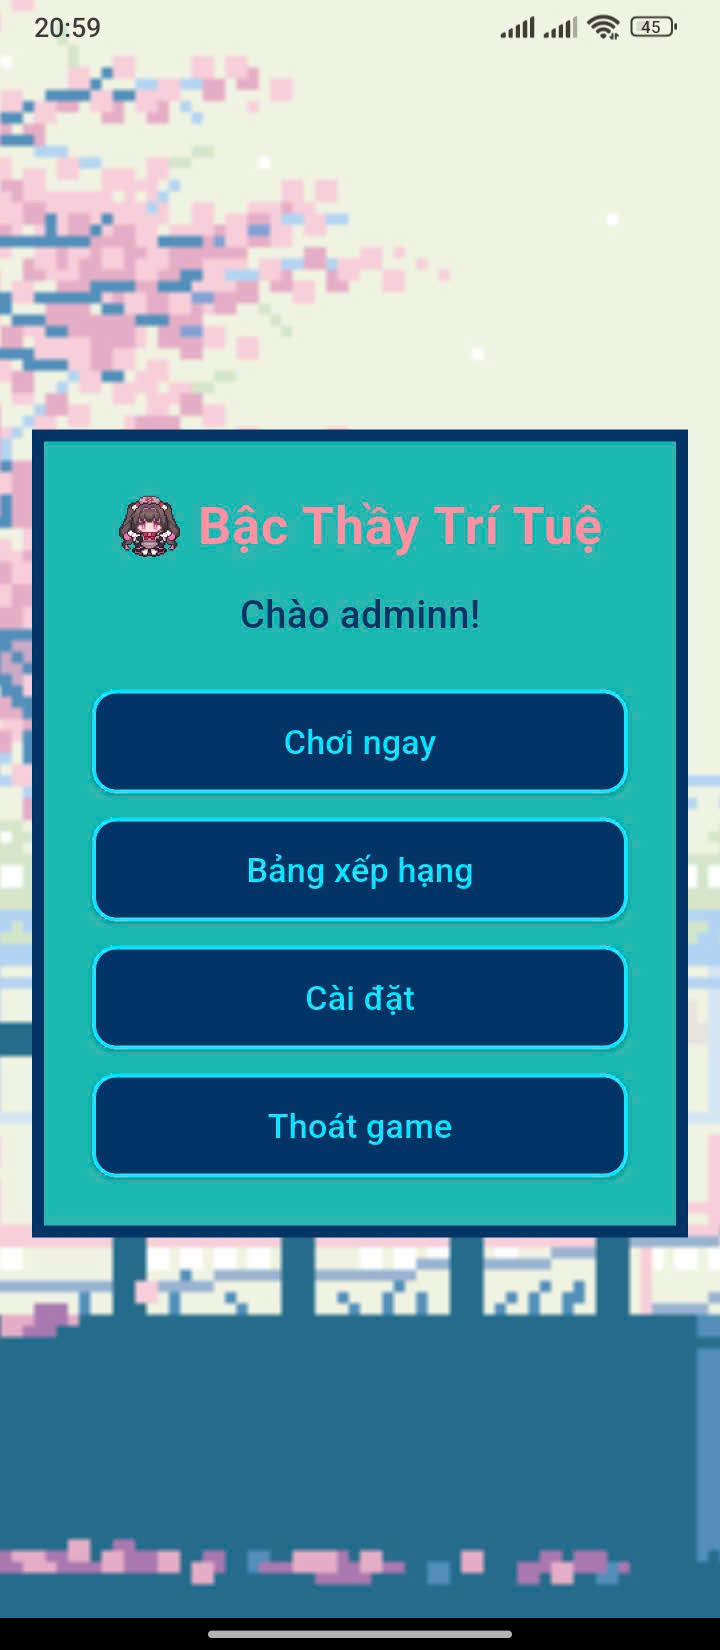 20:59
45
Bậc Thầy Trí Tuệ
Chào adminn!
Chơi ngay
Bảng xếp hạng
Cài đặt
Thoát game